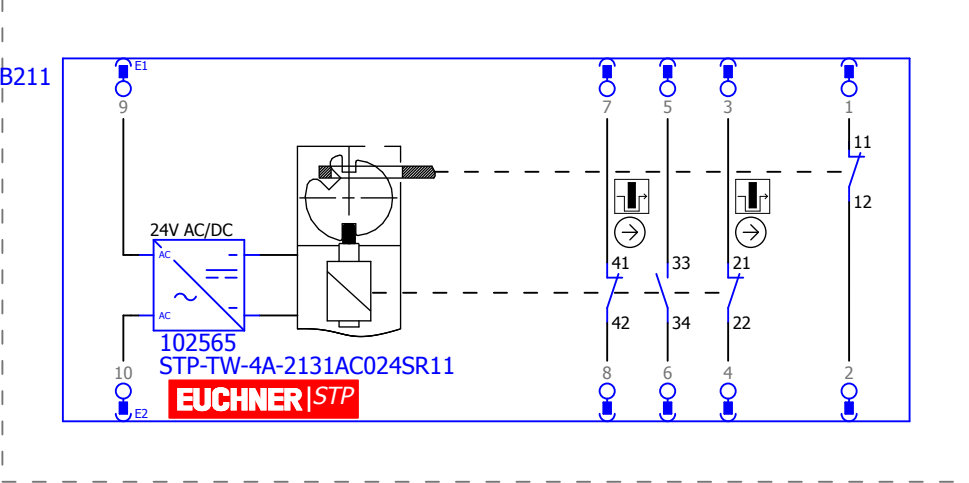 E1
B211
9
7
5
3
1
11
12
24V AC/DC
AC
AC
41
33
21
42
34
22
102565
STP-TW-4A-2131AC024SR11
10
8
6
4
2
EUCHNER|STP
E2